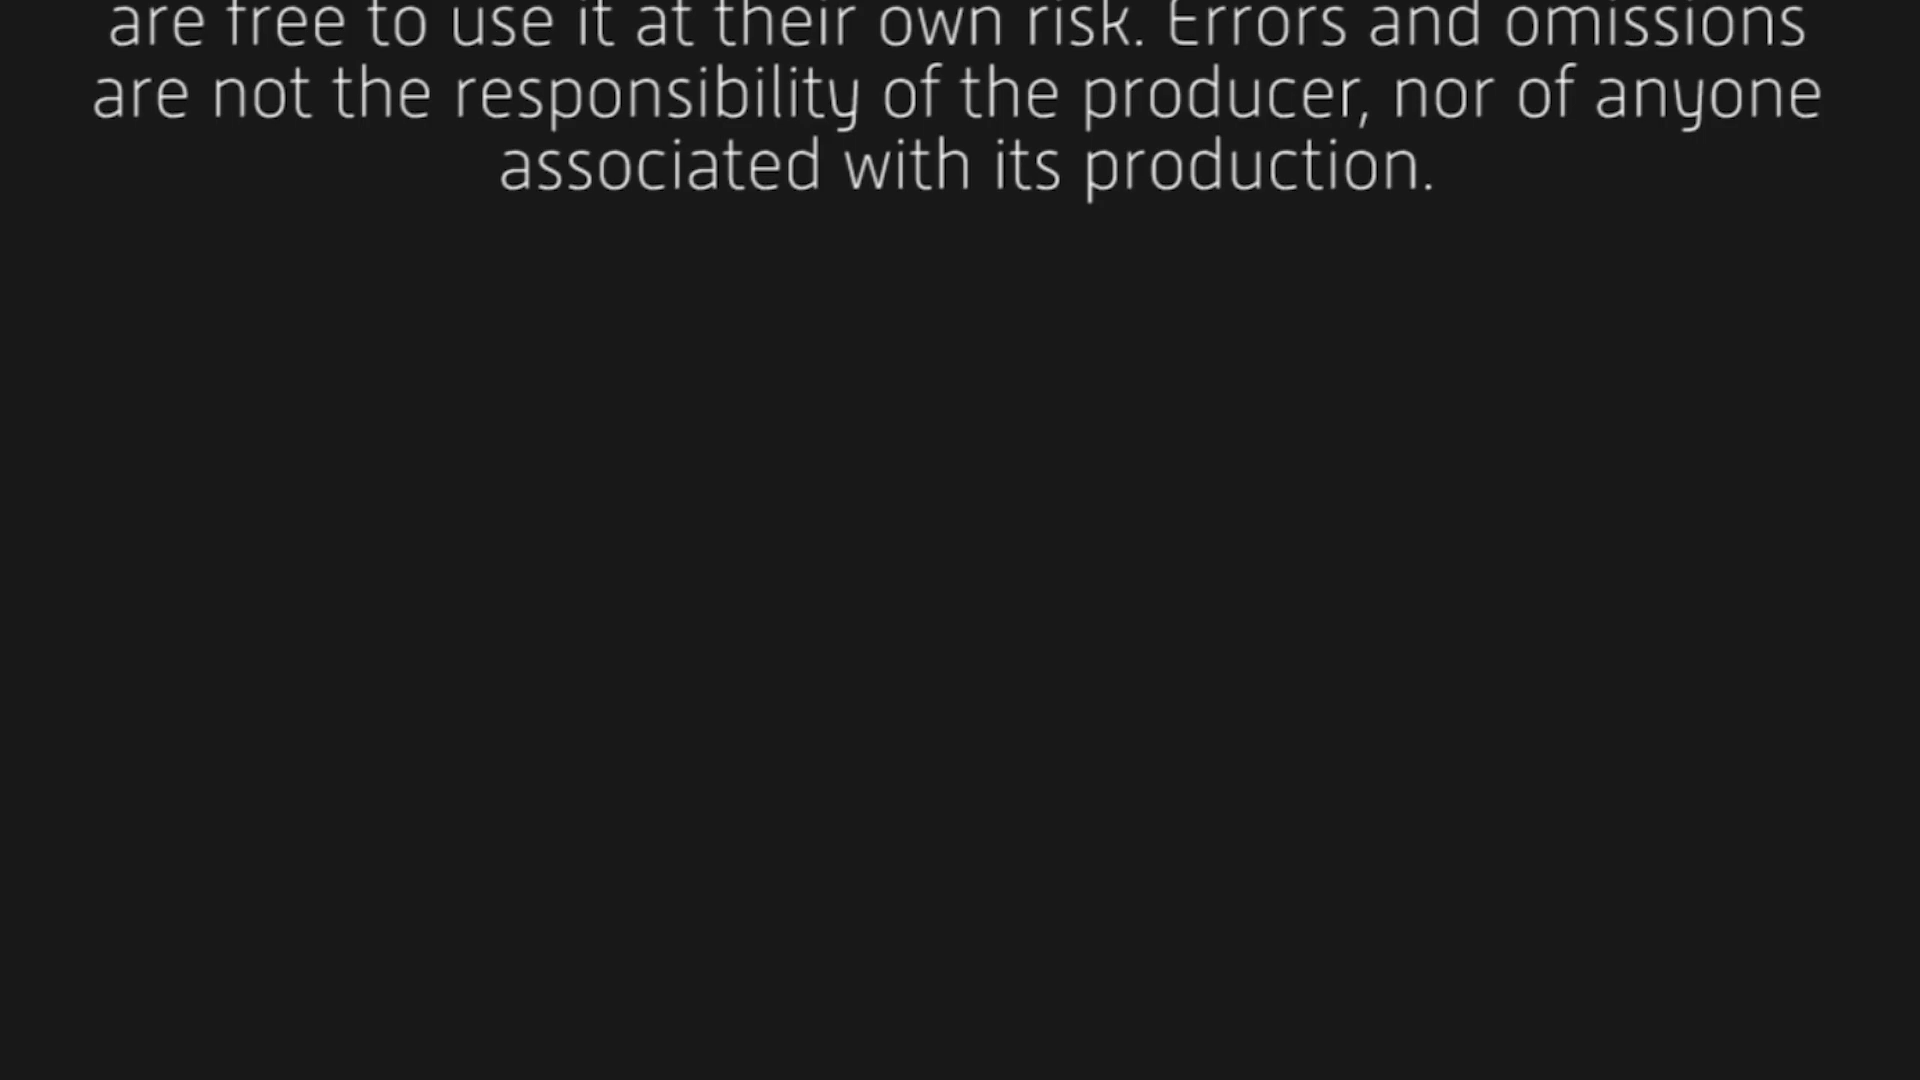 are free to use it at their own risk. Errors and omissions
are not the responsibility of the producer, nor of anyone
associated with its production.